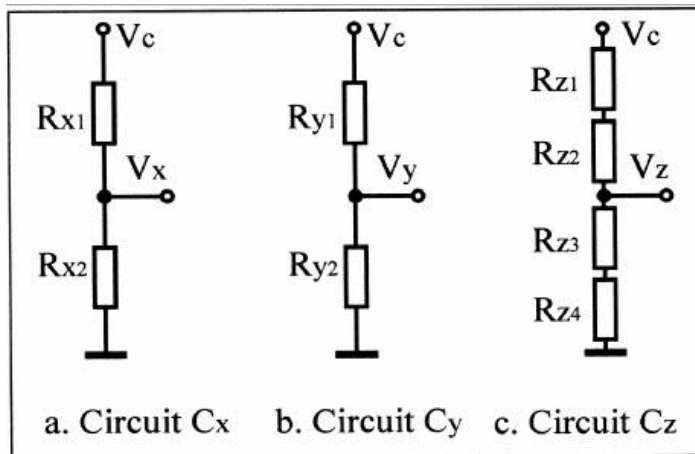 Vc
Rx1
Vx
Rx2
a. Circuit Cx
Vc
Ry1
Vy
Ry2
b. Circuit Cy
Vc
Rz1
Rz2
Vz
Rz3
Rz4
c. Circuit Cz